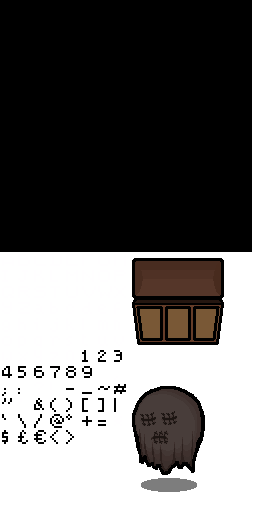 1 2 3
4 5 6 7 8 9
; : - _ ~ #
" & ( ) [ ] |
' \ / @ ° + =
$ £ € < >